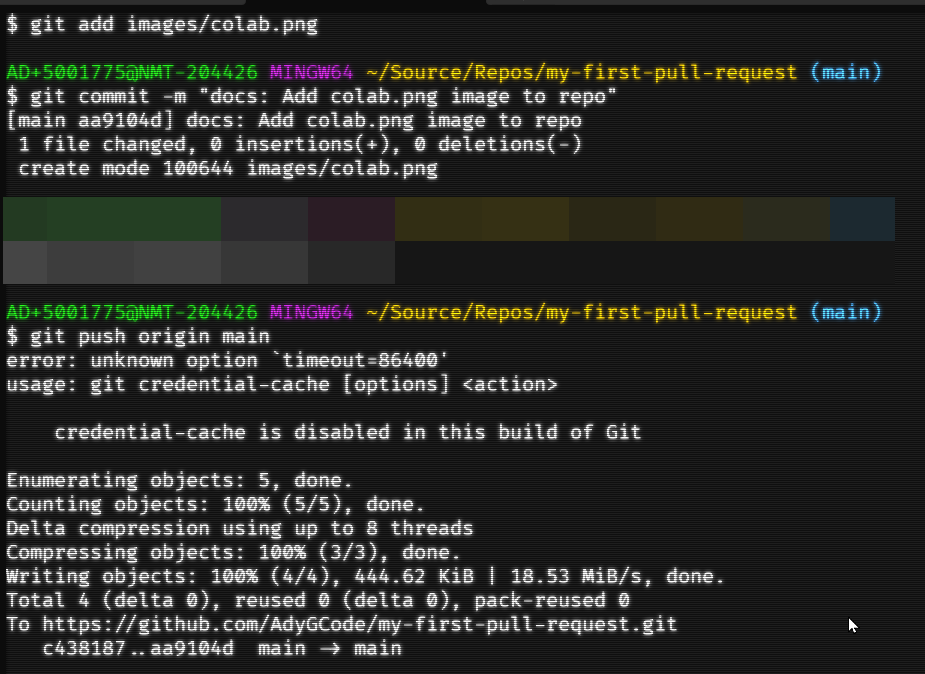 $ git add images/colab.png
AD+5001775@NMT-204426 MINGW64 ~/Source/Repos/my-first-pull-request (main)
$ git commit -m "docs: Add colab.png image to repo"
[main aa9104d] docs: Add colab.png image to repo
 1 file changed, 0 insertions(+), 0 deletions(-)
 create mode 100644 images/colab.png
AD+5001775@NMT-204426 MINGW64 ~/Source/Repos/my-first-pull-request (main)
$ git push origin main
error: unknown option `timeout=86400'
usage: git credential-cache [options] <action>
    credential-cache is disabled in this build of Git
Enumerating objects: 5, done.
Counting objects: 100% (5/5), done.
Delta compression using up to 8 threads
Compressing objects: 100% (3/3), done.
Writing objects: 100% (4/4), 444.62 KiB | 18.53 MiB/s, done.
Total 4 (delta 0), reused 0 (delta 0), pack-reused 0
To https://github.com/AdyGCode/my-first-pull-request.git
   c438187..aa9104d  main -> main